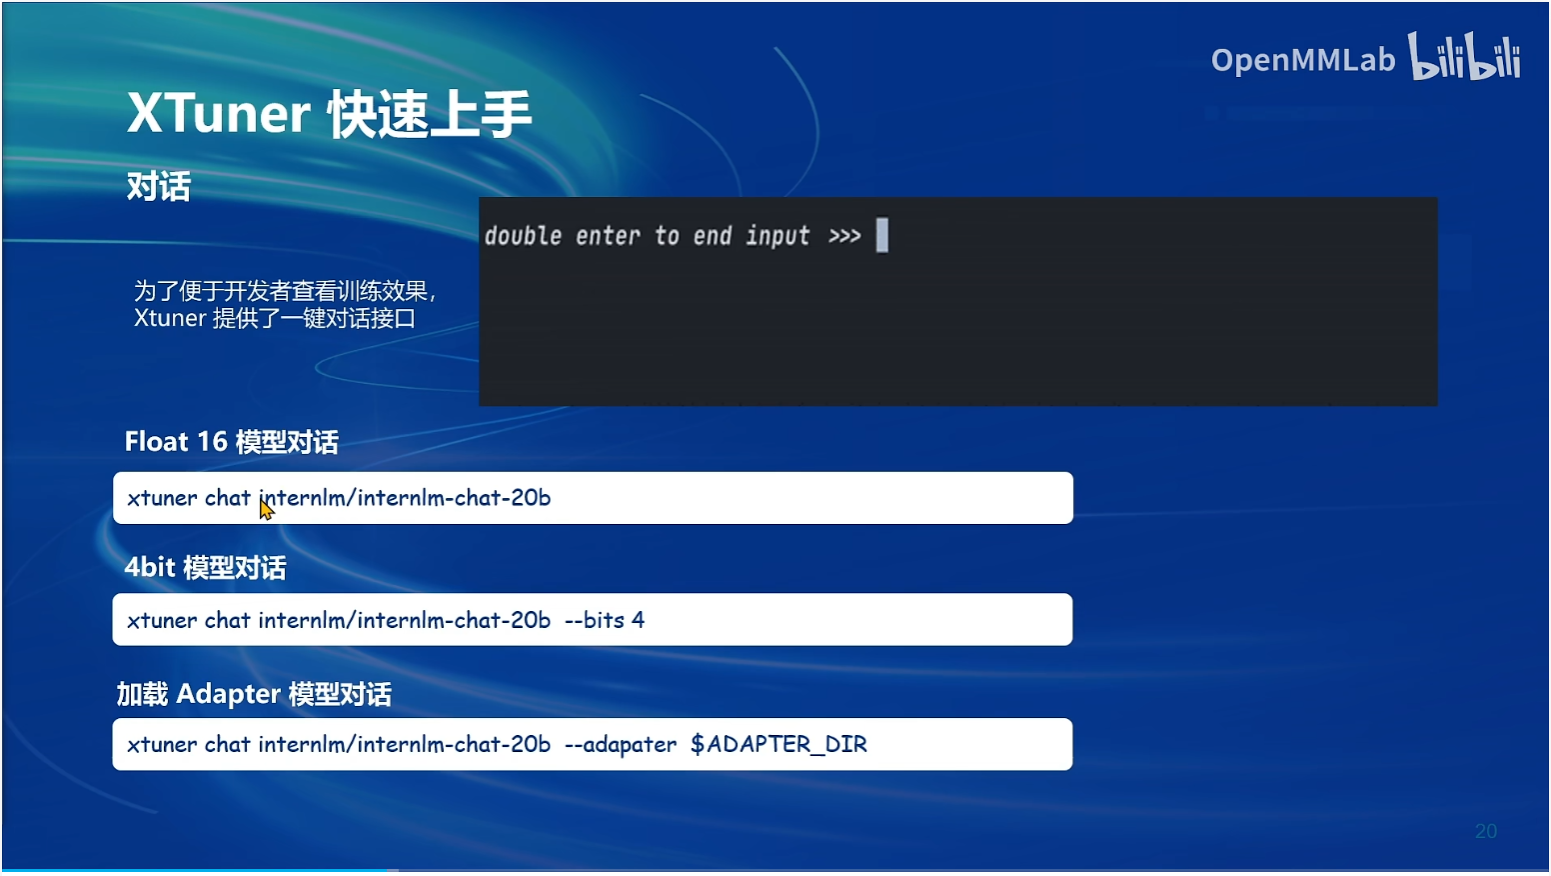 OpenMMLab bilibili
XTuner 快速上手
对话
double enter to end input >>>
为了便于开发者查看训练效果，
Xtuner 提供了一键对话接口
Float 16 模型对话
xtuner chat internlm/internlm-chat-20b
4bit 模型对话
xtuner chat internlm/internlm-chat-20b --bits 4
加载 Adapter 模型对话
xtuner chat internlm/internlm-chat-20b --adapater $ADAPTER_DIR
20